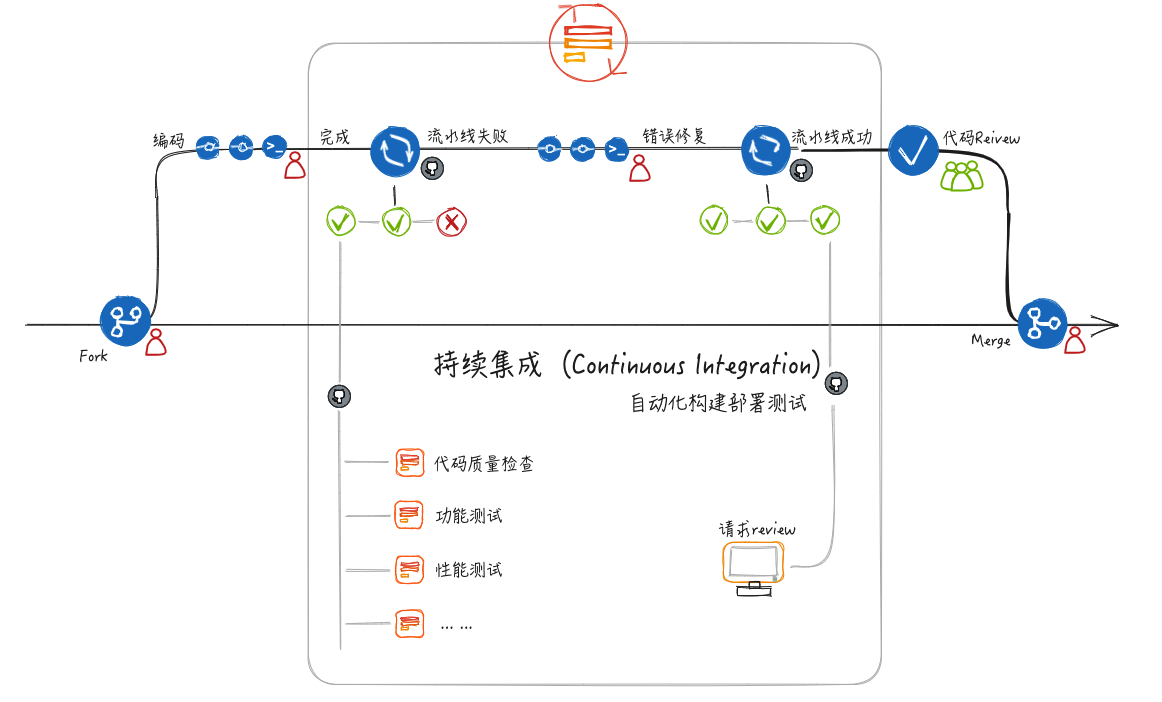 编码
完成
流水线失败
错误修复
流水线成功
代码Reivew
Fork
Merge
持续集成 (Continuous Integration)
自动化构建部署测试
代码质量检查
功能测试
性能测试
... ...
请求review